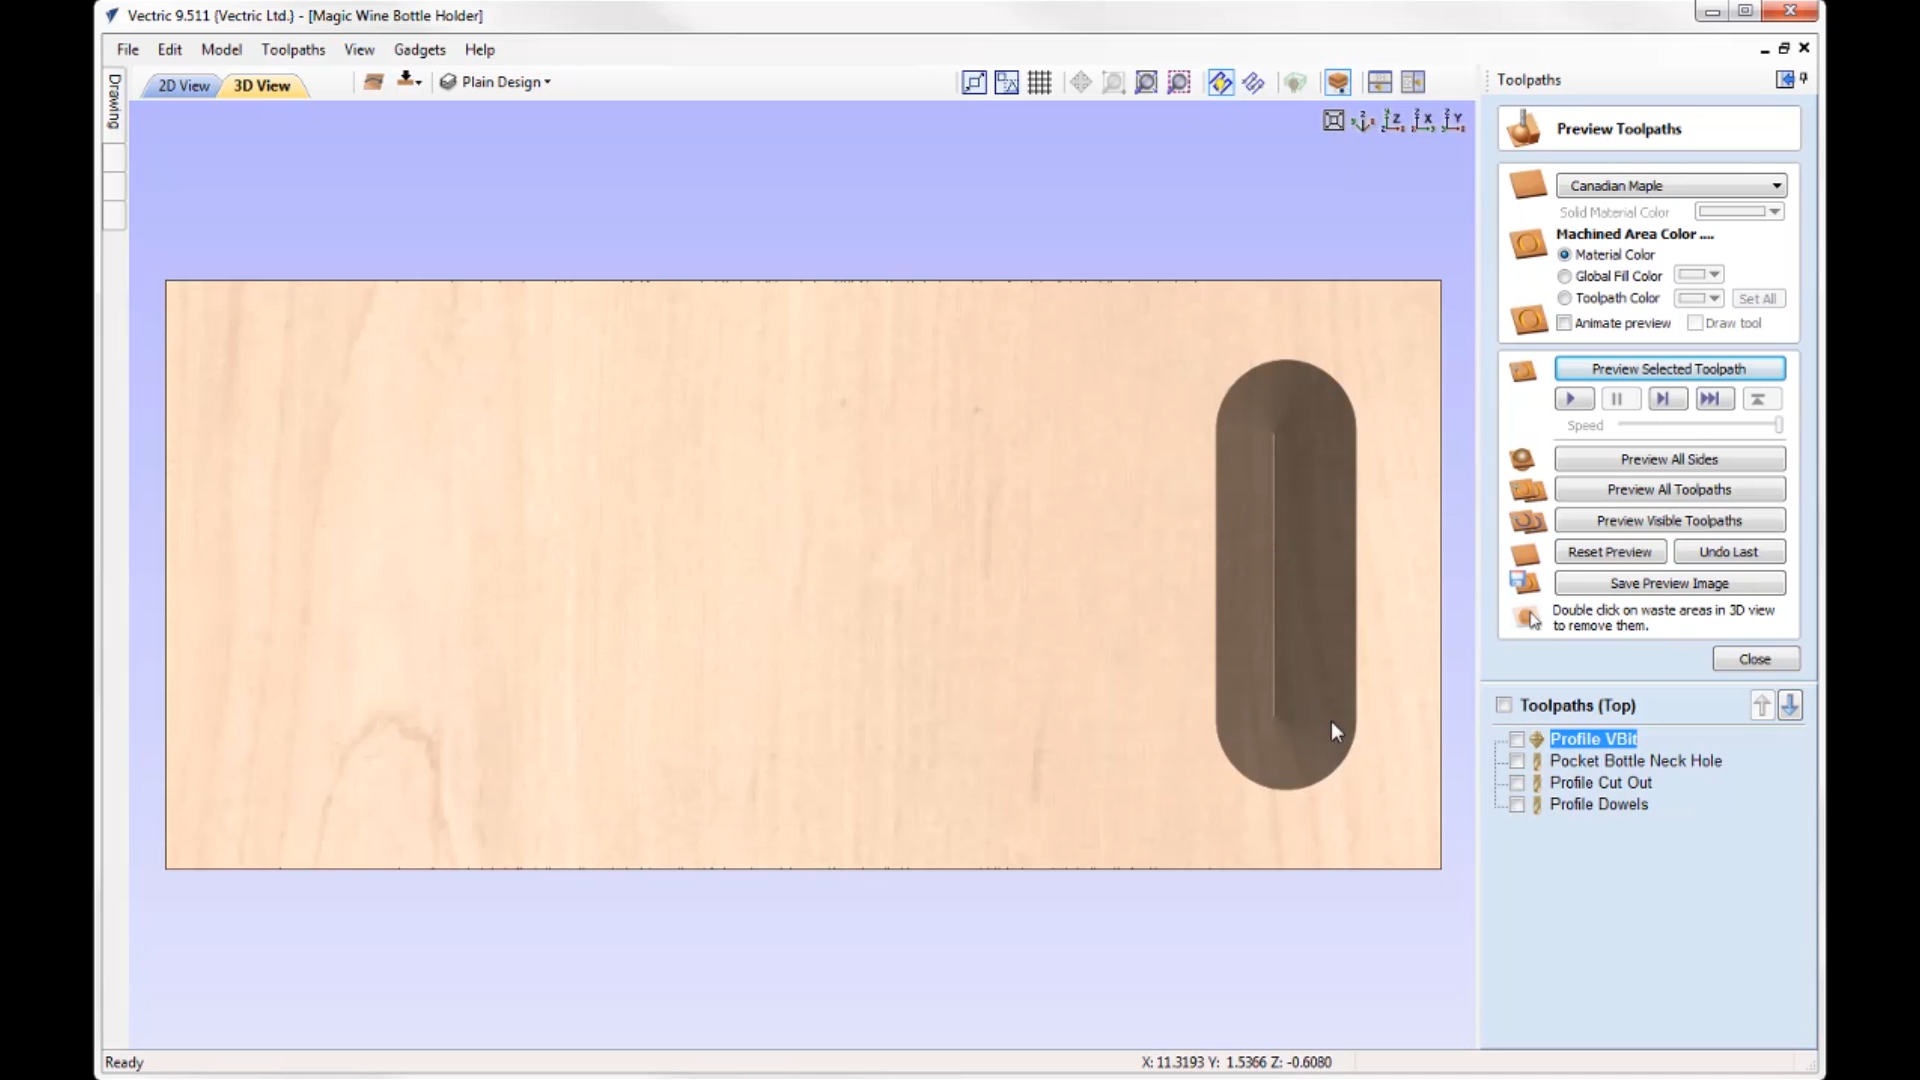 Vectric 9.511 {Vectric Ltd.} - [Magic Wine Bottle Holder]
File Edit Model Toolpaths View Gadgets Help
Drawing
2D View 3D View Plain Design
Toolpaths
Preview Toolpaths
Canadian Maple
Solid Material Color
Machined Area Color ....
Material Color
Global Fill Color
Toolpath Color Set All
Animate preview Draw tool
Preview Selected Toolpath
Speed
Preview All Sides
Preview All Toolpaths
Preview Visible Toolpaths
Reset Preview Undo Last
Save Preview Image
Double click on waste areas in 3D view
to remove them.
Close
Toolpaths (Top)
Profile VBit
Pocket Bottle Neck Hole
Profile Cut Out
Profile Dowels
Ready X: 11.3193 Y: 1.5366 Z: -0.6080